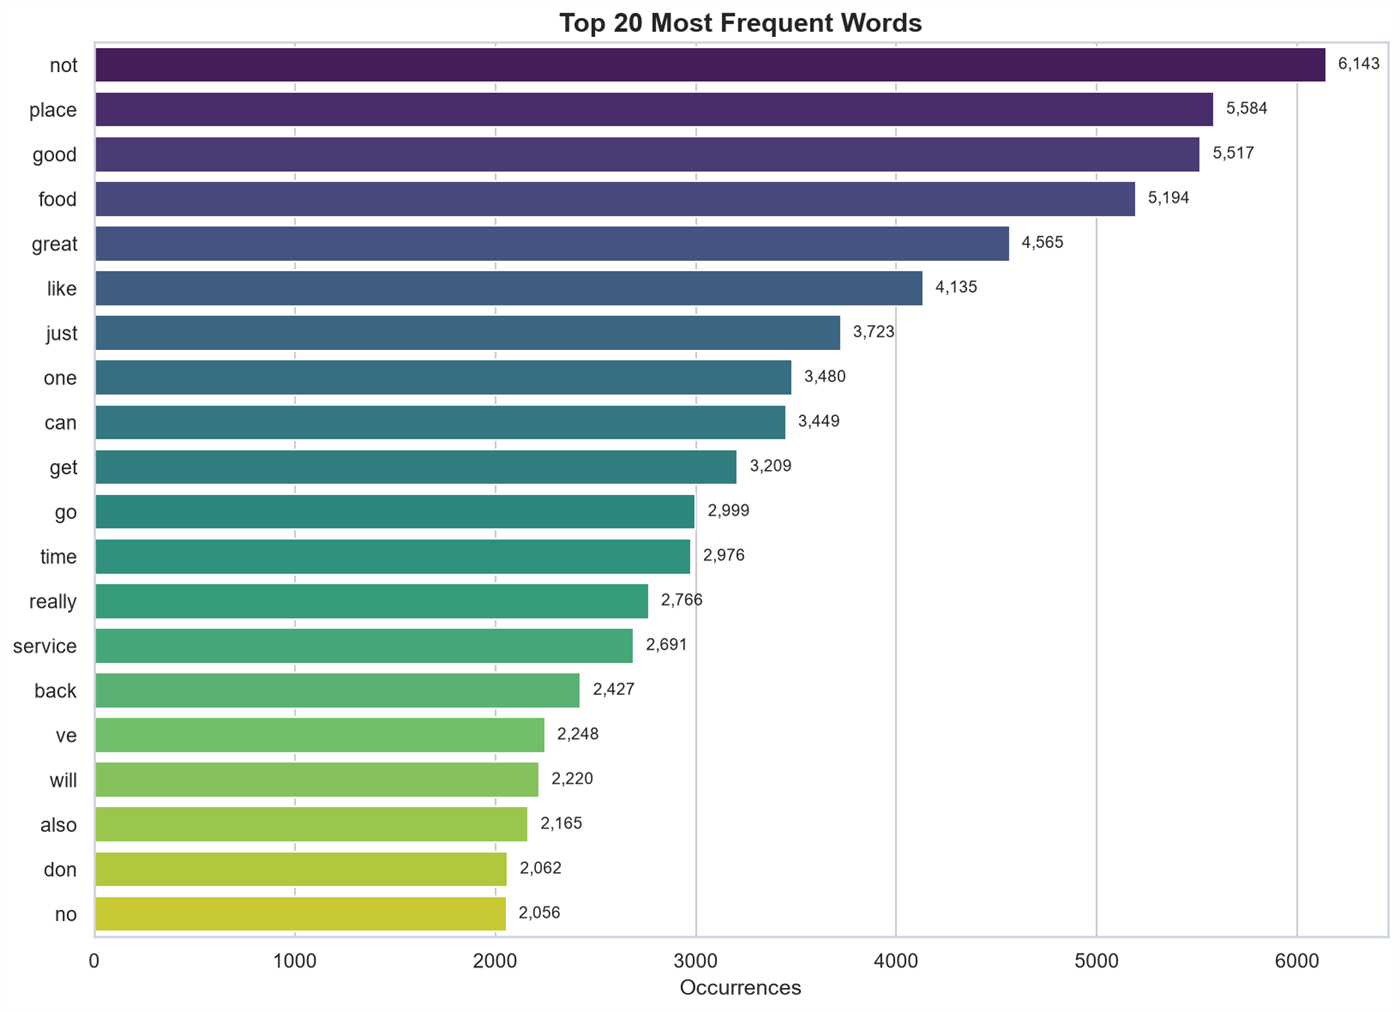 Top 20 Most Frequent Words
not 6,143
place 5,584
good 5,517
food 5,194
great 4,565
like 4,135
just 3,723
one 3,480
can 3,449
get 3,209
go 2,999
time 2,976
really 2,766
service 2,691
back 2,427
ve 2,248
will 2,220
also 2,165
don 2,062
no 2,056
0 1000 2000 3000 4000 5000 6000
Occurrences